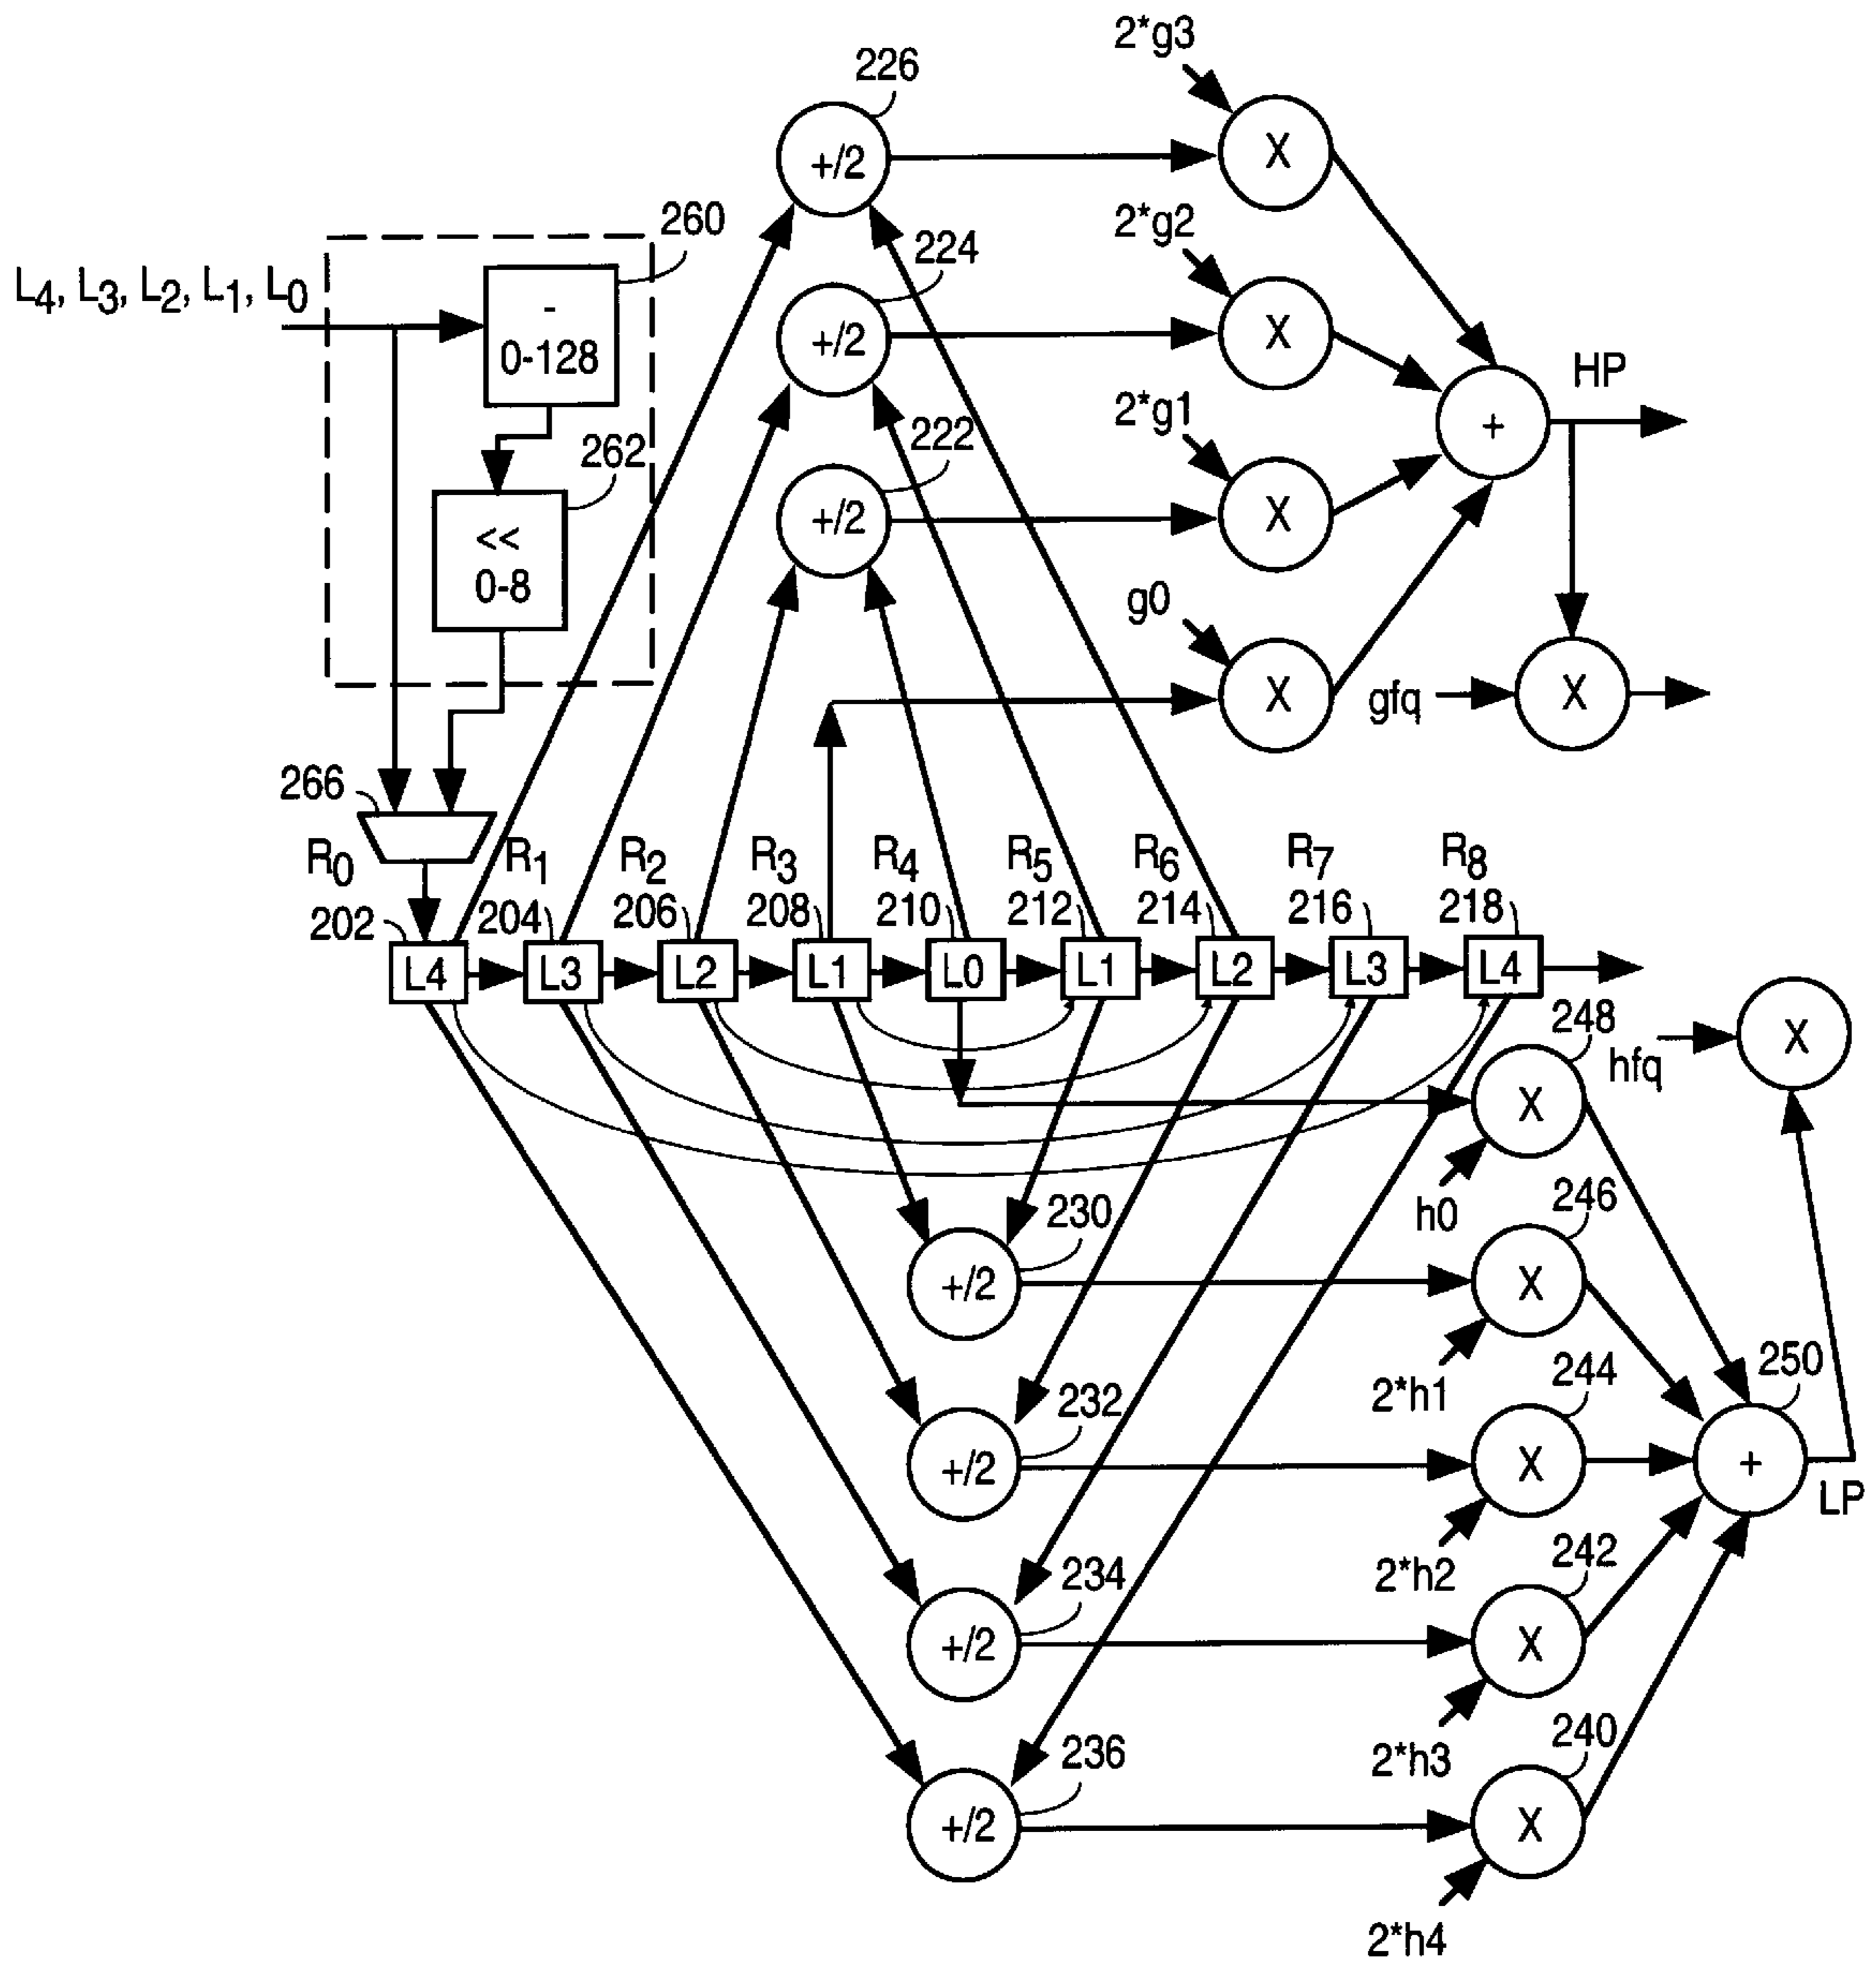 2*g3
226
+/2
X
260
2*g2
224
L4, L3, L2, L1, L0
-
0-128
+/2
X
HP
+
2*g1
222
262
<<
0-8
+/2
X
g0
X
gfq
X
266
R0
R1
R2
R3
R4
R5
R6
R7
R8
202
204
206
208
210
212
214
216
218
L4
L3
L2
L1
L0
L1
L2
L3
L4
248
hfq
X
X
h0
230
246
+/2
X
2*h1
232
244
250
+/2
X
+
LP
2*h2
234
242
+/2
X
2*h3
236
240
+/2
X
2*h4